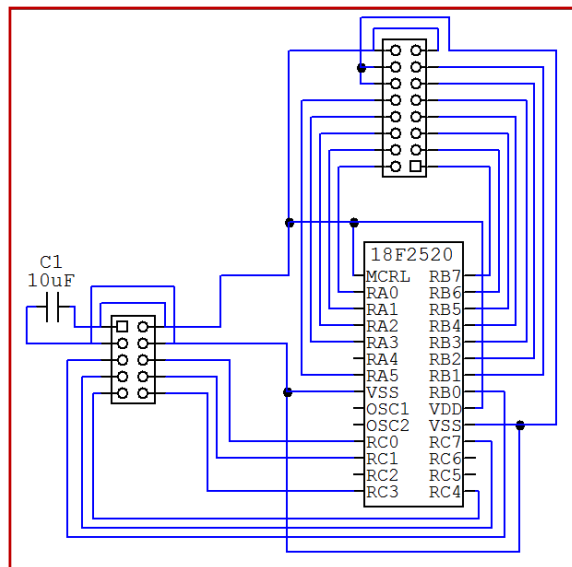 C1
10uF
18F2520
MCRL RB7
RA0 RB6
RA1 RB5
RA2 RB4
RA3 RB3
RA4 RB2
RA5 RB1
VSS RB0
OSC1 VDD
OSC2 VSS
RC0 RC7
RC1 RC6
RC2 RC5
RC3 RC4